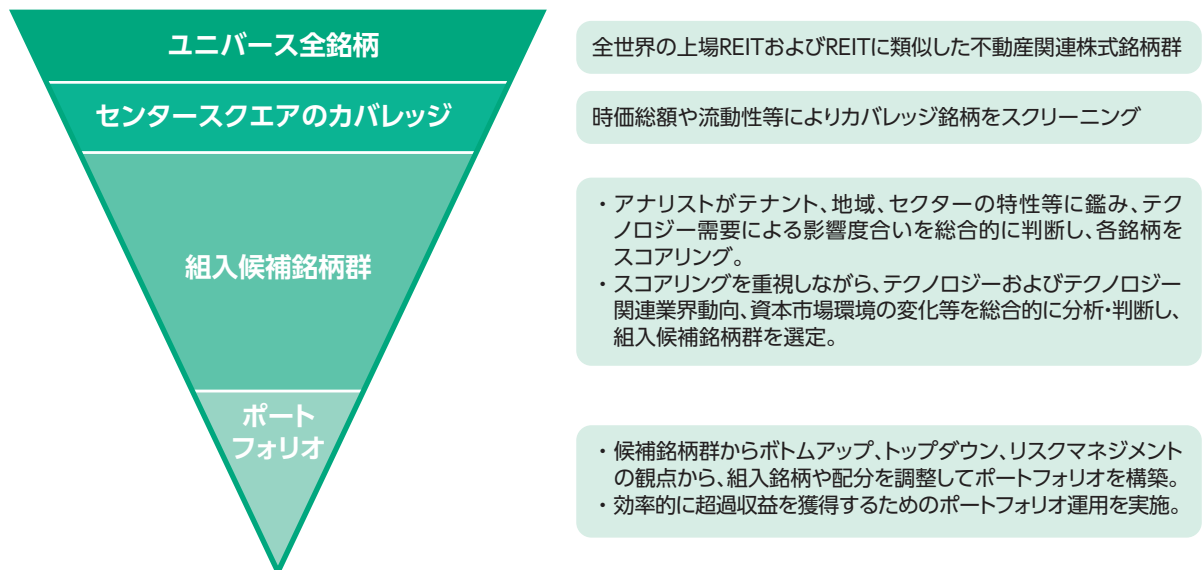 ユニバース全銘柄
全世界の上場REITおよびREITに類似した不動産関連株式銘柄群
センタースクエアのカバレッジ
時価総額や流動性等によりカバレッジ銘柄をスクリーニング
組入候補銘柄群
・アナリストがテナント、地域、セクターの特性等に鑑み、テク
ノロジー需要による影響度合いを総合的に判断し、各銘柄を
スコアリング。
・スコアリングを重視しながら、テクノロジーおよびテクノロジー
関連業界動向、資本市場環境の変化等を総合的に分析・判断し、
組入候補銘柄群を選定。
ポート
フォリオ
・候補銘柄群からボトムアップ、トップダウン、リスクマネジメント
の観点から、組入銘柄や配分を調整してポートフォリオを構築。
・効率的に超過収益を獲得するためのポートフォリオ運用を実施。